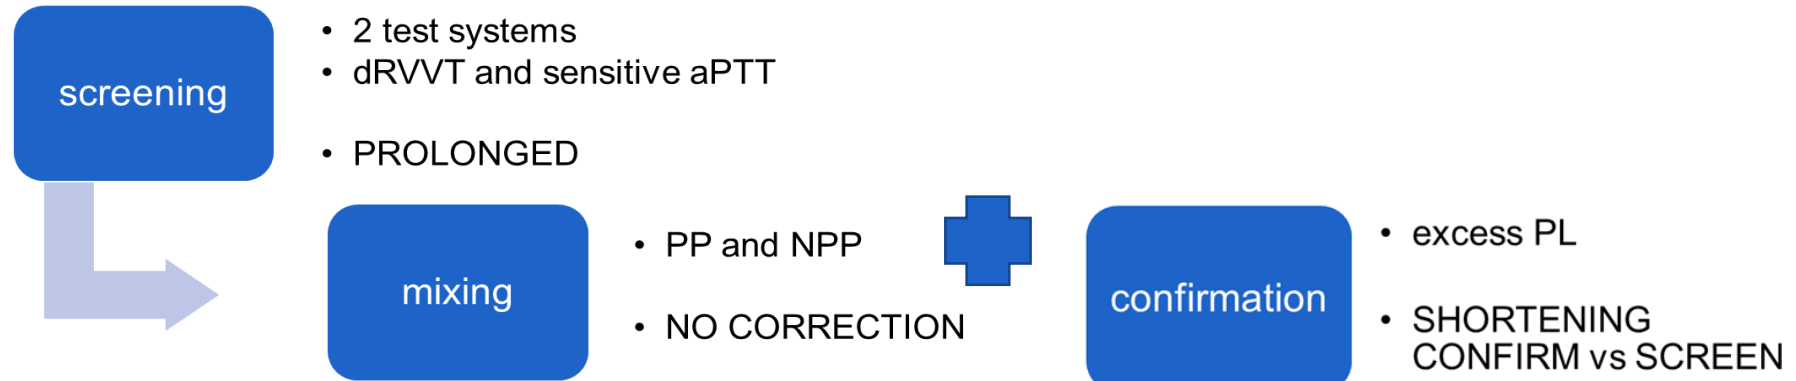 screening
• 2 test systems
• dRVVT and sensitive aPTT
• PROLONGED
mixing
• PP and NPP
• NO CORRECTION
confirmation
• excess PL
• SHORTENING
CONFIRM vs SCREEN